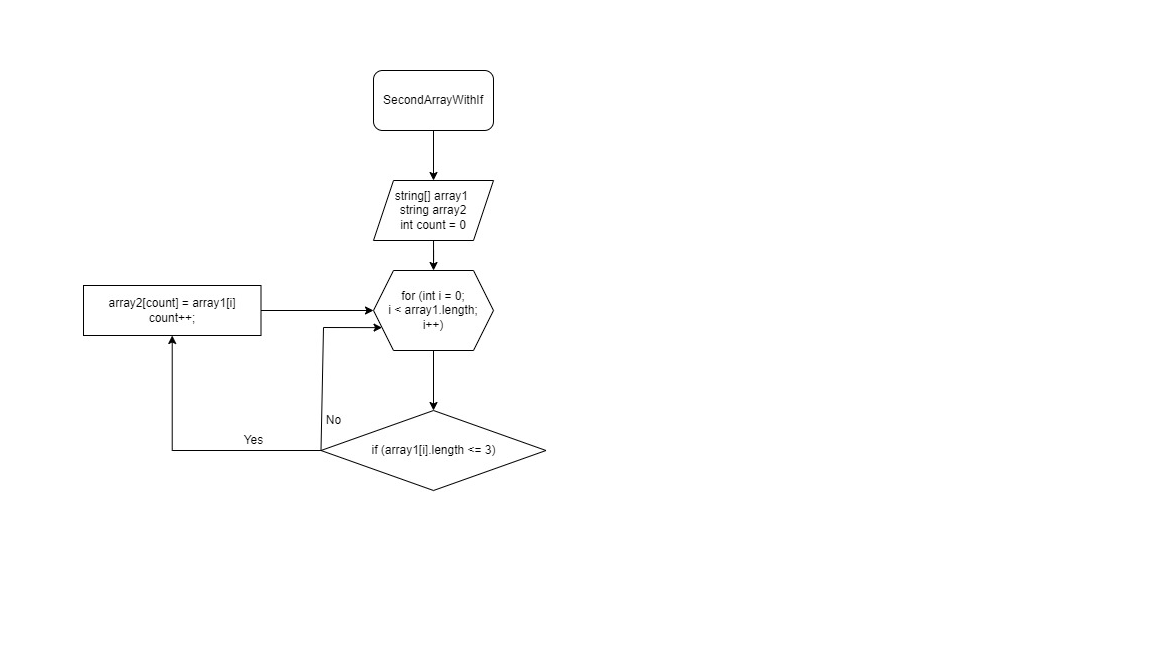 SecondArrayWithIf
string[] array1
string array2
int count = 0
for (int i = 0;
i < array1.length;
i++)
array2[count] = array1[i]
count++;
No
Yes
if (array1[i].length <= 3)